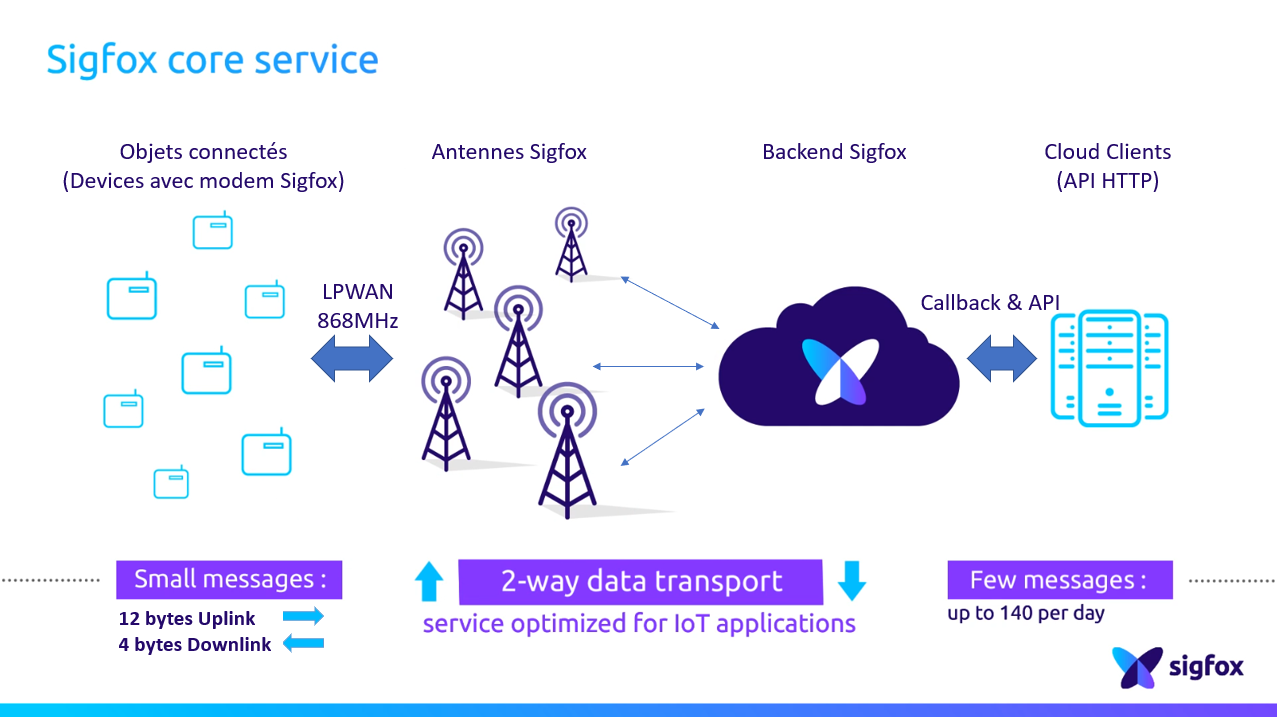 Sigfox core service
Objets connectés
(Devices avec modem Sigfox)
Antennes Sigfox
Backend Sigfox
Cloud Clients
(API HTTP)
LPWAN
868MHz
Callback & API
Small messages :
12 bytes Uplink
4 bytes Downlink
2-way data transport
service optimized for IoT applications
Few messages :
up to 140 per day
sigfox